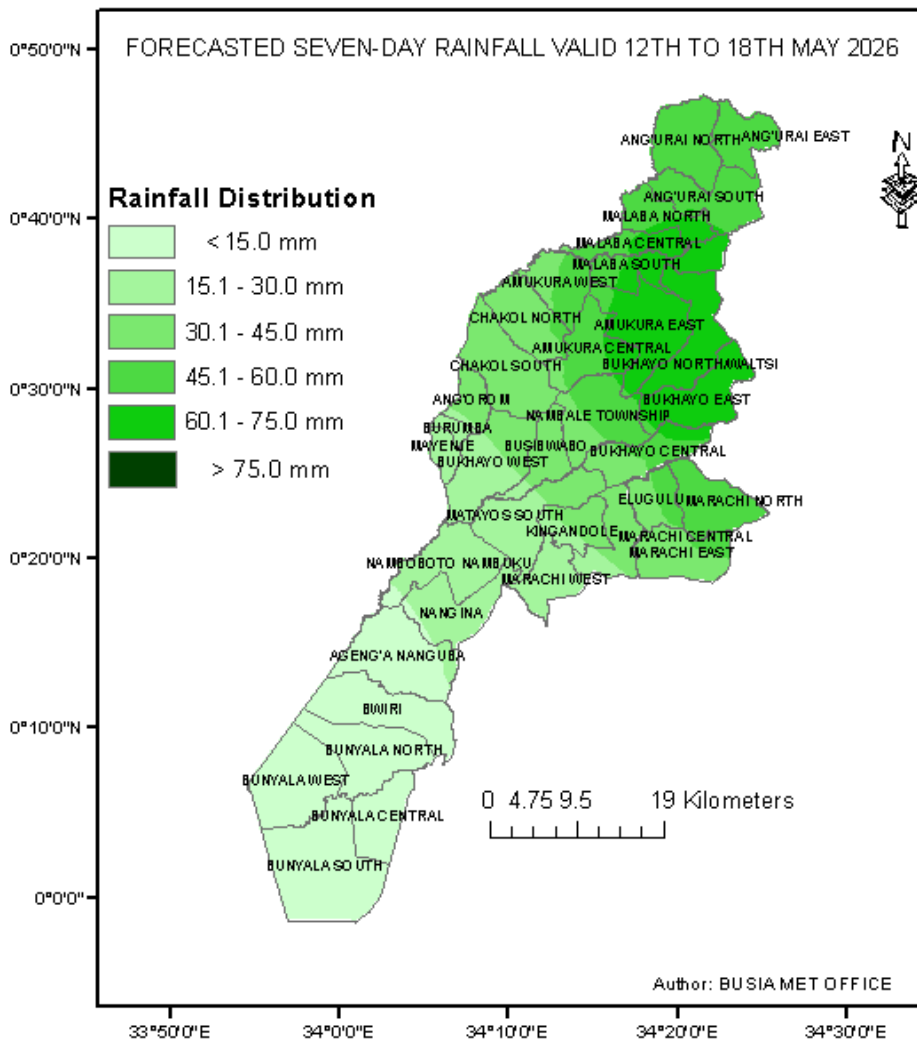 FORECASTED SEVEN-DAY RAINFALL VALID 12TH TO 18TH MAY 2026
0°50'0"N
0°40'0"N
0°30'0"N
0°20'0"N
0°10'0"N
0°0'0"
N
Rainfall Distribution
< 15.0 mm
15.1 - 30.0 mm
30.1 - 45.0 mm
45.1 - 60.0 mm
60.1 - 75.0 mm
> 75.0 mm
ANG'URAI NORTH
ANG'URAI EAST
ANG'URAI SOUTH
MALABA NORTH
MALABA CENTRAL
MALABA SOUTH
AMUKURA WEST
CHAKOL NORTH
AMUKURA EAST
AMUKURA CENTRAL
CHAKOL SOUTH
BUKHAYO NORTH/WALTSI
ANG'OROM
BUKHAYO EAST
NAMBALE TOWNSHIP
BURUMBA
MAYENJE
BUSIBWABO
BUKHAYO CENTRAL
BUKHAYO WEST
ELUGULU
MARACHI NORTH
MATAYOS SOUTH
KINGANDOLE
MARACHI CENTRAL
MARACHI EAST
NAMBOBOTO NAMBUKU
MARACHI WEST
NANGINA
AGENG'A NANGUBA
BWIRI
BUNYALA NORTH
BUNYALA WEST
BUNYALA CENTRAL
BUNYALA SOUTH
0 4.75 9.5 19 Kilometers
Author: BUSIA MET OFFICE
33°50'0"E 34°0'0"E 34°10'0"E 34°20'0"E 34°30'0"E